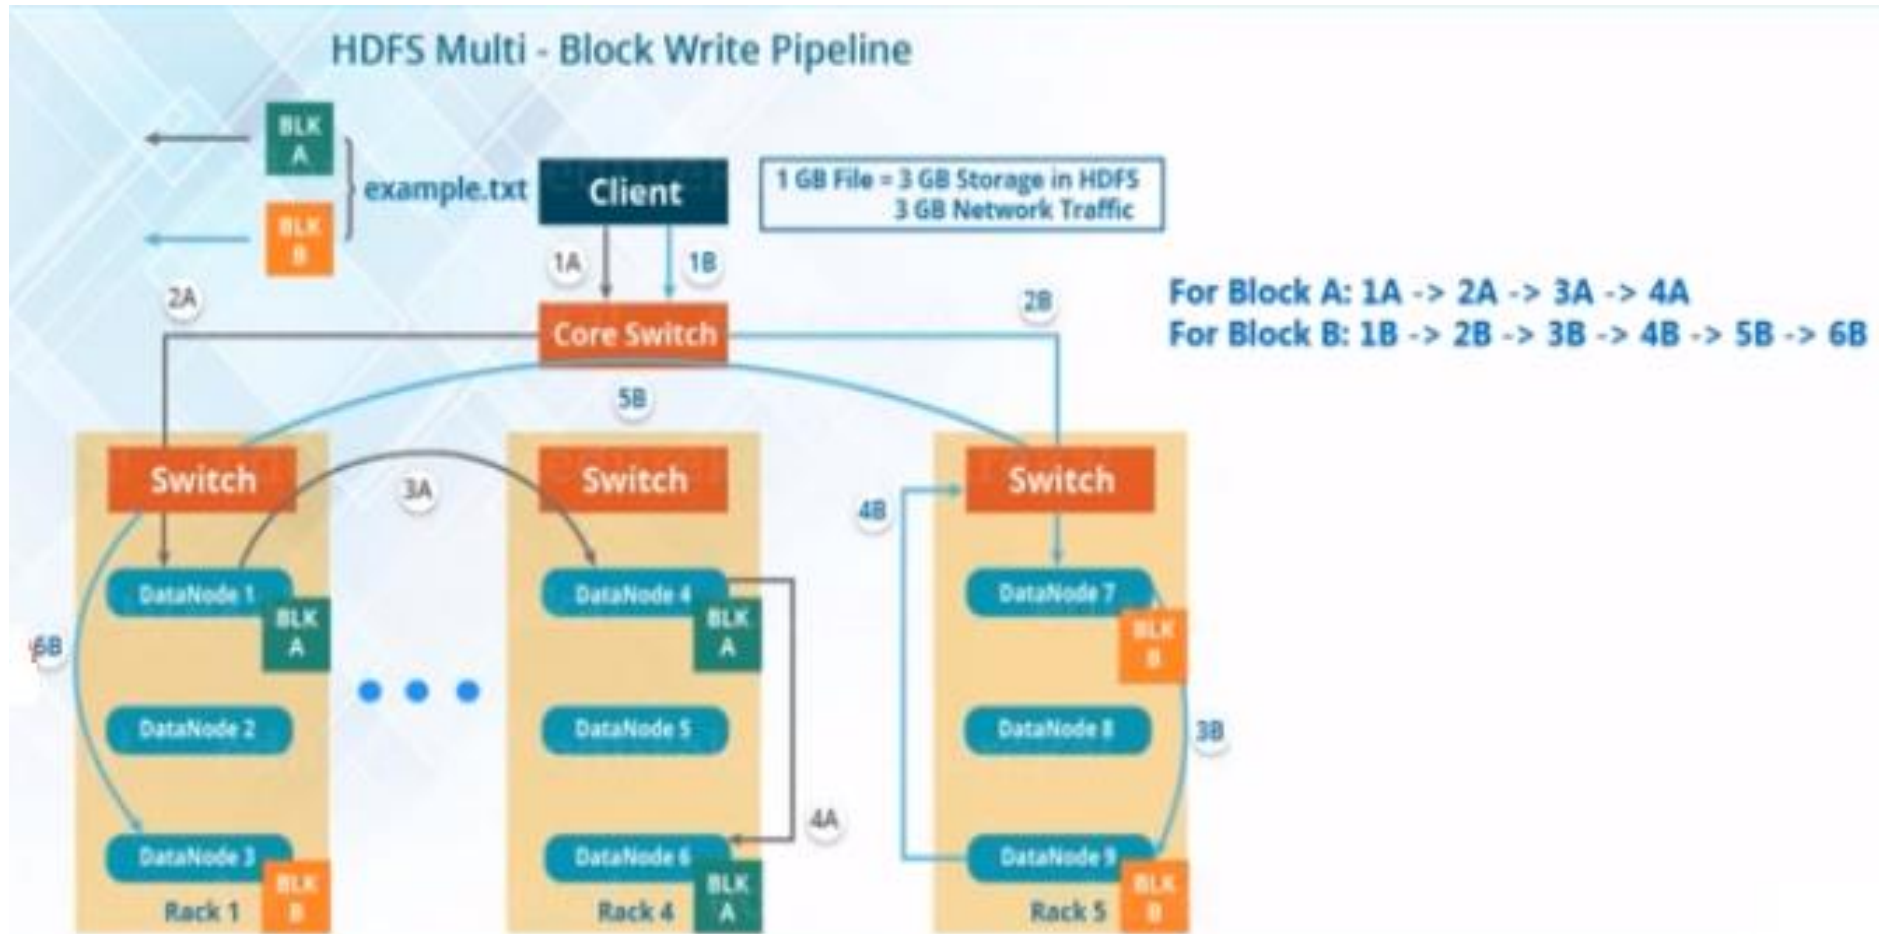 HDFS Multi - Block Write Pipeline
BLK
A
example.txt
BLK
B
Client
1 GB File = 3 GB Storage in HDFS
3 GB Network Traffic
1A
1B
2A
2B
Core Switch
For Block A: 1A -> 2A -> 3A -> 4A
For Block B: 1B -> 2B -> 3B -> 4B -> 5B -> 6B
5B
Switch
Switch
Switch
3A
4B
DataNode 1
BLK
A
DataNode 4
BLK
A
DataNode 7
BLK
B
6B
DataNode 2
DataNode 5
DataNode 8
3B
4A
DataNode 3
BLK
B
DataNode 6
BLK
A
DataNode 9
BLK
B
Rack 1
Rack 4
Rack 5